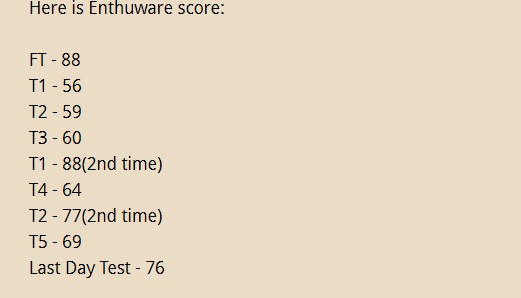 Here is Enthuware score:
FT - 88
T1 - 56
T2 - 59
T3 - 60
T1 - 88(2nd time)
T4 - 64
T2 - 77(2nd time)
T5 - 69
Last Day Test - 76